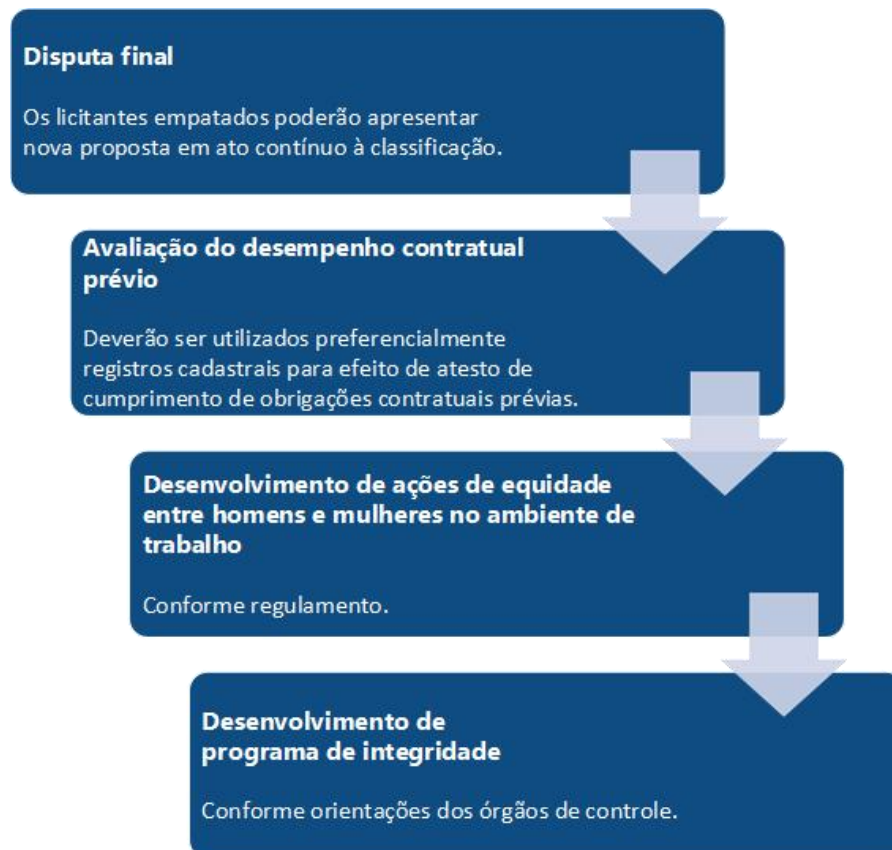 Disputa final
Os licitantes empatados poderão apresentar
nova proposta em ato contínuo à classificação.
Avaliação do desempenho contratual
prévio
Deverão ser utilizados preferencialmente
registros cadastrais para efeito de atesto de
cumprimento de obrigações contratuais prévias.
Desenvolvimento de ações de equidade
entre homens e mulheres no ambiente de
trabalho
Conforme regulamento.
Desenvolvimento de
programa de integridade
Conforme orientações dos órgãos de controle.